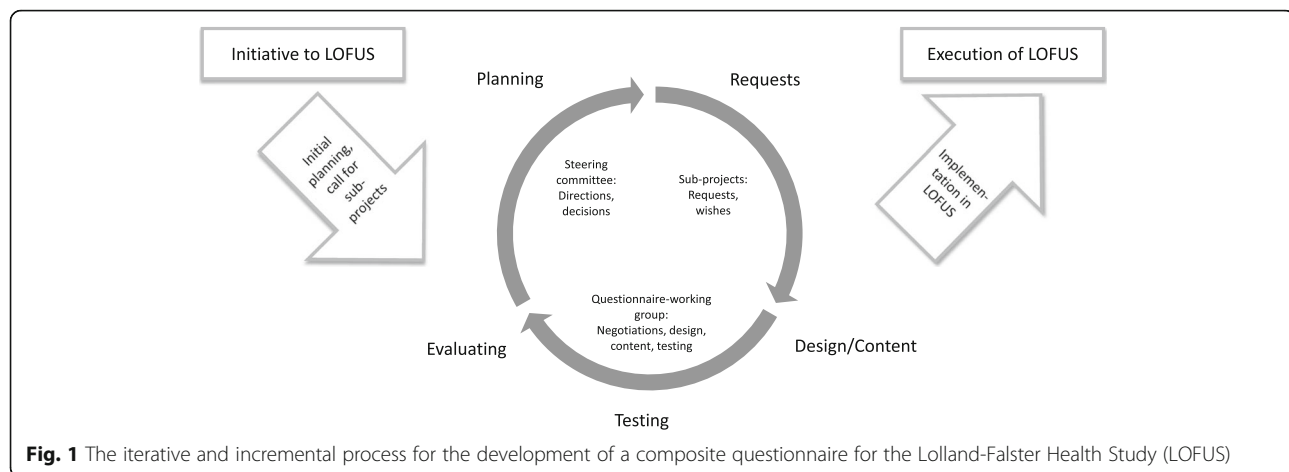 Initiative to LOFUS
Execution of LOFUS
Planning
Requests
Initial
planning,
call for
sub-
projects
Steering
committee:
Directions,
decisions
Sub-projects:
Requests,
wishes
Implemen-
tation in
LOFUS
Questionnaire-working
group:
Negotiations, design,
content, testing
Evaluating
Design/Content
Testing
Fig. 1 The iterative and incremental process for the development of a composite questionnaire for the Lolland-Falster Health Study (LOFUS)